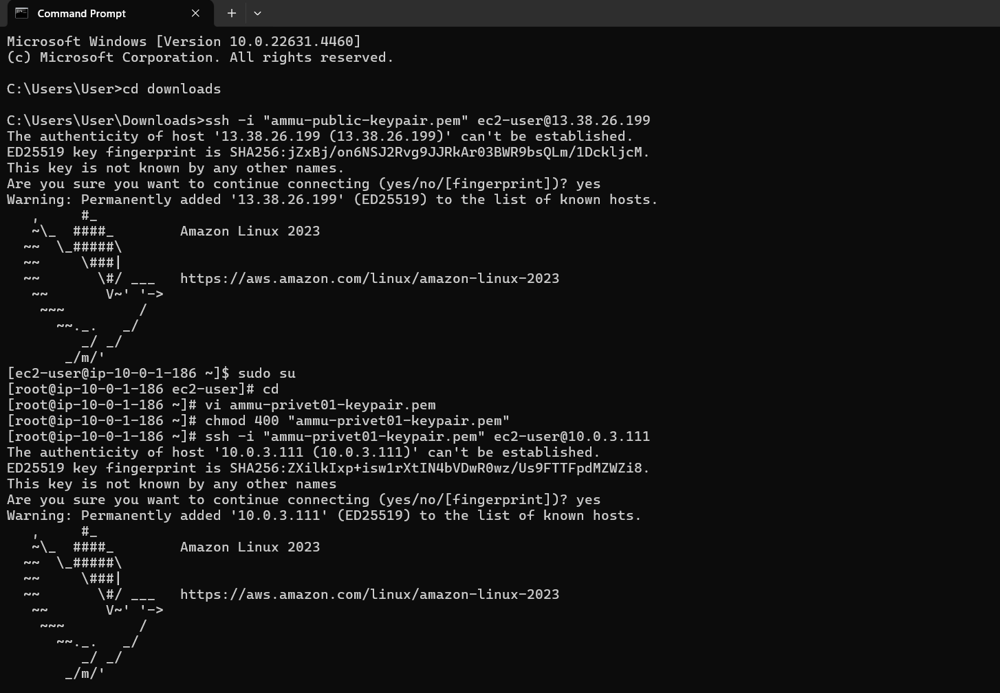 Command Prompt
Microsoft Windows [Version 10.0.22631.4460]
(c) Microsoft Corporation. All rights reserved.

C:\Users\User>cd downloads

C:\Users\User\Downloads>ssh -i "ammu-public-keypair.pem" ec2-user@13.38.26.199
The authenticity of host '13.38.26.199 (13.38.26.199)' can't be established.
ED25519 key fingerprint is SHA256:jZxBj/on6NSJ2Rvg9JJRkAr03BWR9bsQLm/1DckljcM.
This key is not known by any other names.
Are you sure you want to continue connecting (yes/no/[fingerprint])? yes
Warning: Permanently added '13.38.26.199' (ED25519) to the list of known hosts.
   ,     #_
   ~\_  ####_        Amazon Linux 2023
  ~~  \_#####\
  ~~     \###|
  ~~       \#/ ___   https://aws.amazon.com/linux/amazon-linux-2023
   ~~       V~' '->
    ~~~         /
      ~~._.   _/
         _/ _/
       _/m/'
[ec2-user@ip-10-0-1-186 ~]$ sudo su
[root@ip-10-0-1-186 ec2-user]# cd
[root@ip-10-0-1-186 ~]# vi ammu-privet01-keypair.pem
[root@ip-10-0-1-186 ~]# chmod 400 "ammu-privet01-keypair.pem"
[root@ip-10-0-1-186 ~]# ssh -i "ammu-privet01-keypair.pem" ec2-user@10.0.3.111
The authenticity of host '10.0.3.111 (10.0.3.111)' can't be established.
ED25519 key fingerprint is SHA256:ZXilkIxp+isw1rXtIN4bVDwR0wz/Us9FTTFpdMZWZi8.
This key is not known by any other names
Are you sure you want to continue connecting (yes/no/[fingerprint])? yes
Warning: Permanently added '10.0.3.111' (ED25519) to the list of known hosts.
   ,     #_
   ~\_  ####_        Amazon Linux 2023
  ~~  \_#####\
  ~~     \###|
  ~~       \#/ ___   https://aws.amazon.com/linux/amazon-linux-2023
   ~~       V~' '->
    ~~~         /
      ~~._.   _/
         _/ _/
       _/m/'